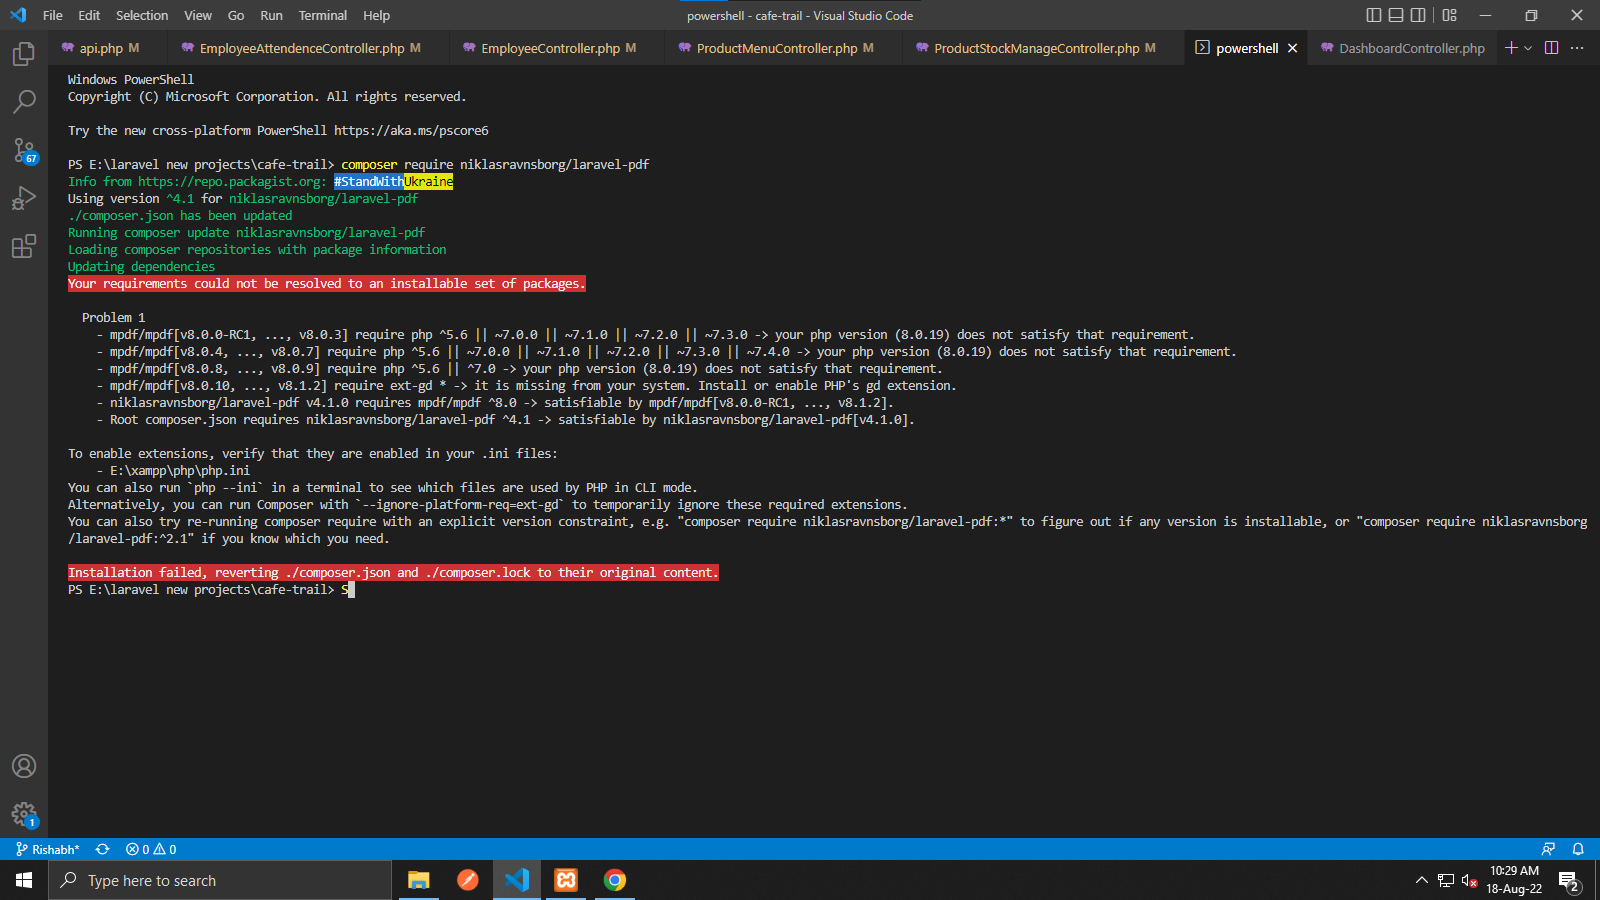 File Edit Selection View Go Run Terminal Help
powershell - cafe-trail - Visual Studio Code
api.php M
EmployeeAttendenceController.php M
EmployeeController.php M
ProductMenuController.php M
ProductStockManageController.php M
powershell
DashboardController.php
Windows PowerShell
Copyright (C) Microsoft Corporation. All rights reserved.
Try the new cross-platform PowerShell https://aka.ms/pscore6
PS E:\laravel new projects\cafe-trail> composer require niklasravnsborg/laravel-pdf
Info from https://repo.packagist.org: #StandWithUkraine
Using version ^4.1 for niklasravnsborg/laravel-pdf
./composer.json has been updated
Running composer update niklasravnsborg/laravel-pdf
Loading composer repositories with package information
Updating dependencies
Your requirements could not be resolved to an installable set of packages.
Problem 1
- mpdf/mpdf[v8.0.0-RC1, ..., v8.0.3] require php ^5.6 || ~7.0.0 || ~7.1.0 || ~7.2.0 || ~7.3.0 -> your php version (8.0.19) does not satisfy that requirement.
- mpdf/mpdf[v8.0.4, ..., v8.0.7] require php ^5.6 || ~7.0.0 || ~7.1.0 || ~7.2.0 || ~7.3.0 || ~7.4.0 -> your php version (8.0.19) does not satisfy that requirement.
- mpdf/mpdf[v8.0.8, ..., v8.0.9] require php ^5.6 || ^7.0 -> your php version (8.0.19) does not satisfy that requirement.
- mpdf/mpdf[v8.0.10, ..., v8.1.2] require ext-gd * -> it is missing from your system. Install or enable PHP's gd extension.
- niklasravnsborg/laravel-pdf v4.1.0 requires mpdf/mpdf ^8.0 -> satisfiable by mpdf/mpdf[v8.0.0-RC1, ..., v8.1.2].
- Root composer.json requires niklasravnsborg/laravel-pdf ^4.1 -> satisfiable by niklasravnsborg/laravel-pdf[v4.1.0].
To enable extensions, verify that they are enabled in your .ini files:
- E:\xampp\php\php.ini
You can also run `php --ini` in a terminal to see which files are used by PHP in CLI mode.
Alternatively, you can run Composer with `--ignore-platform-req=ext-gd` to temporarily ignore these required extensions.
You can also try re-running composer require with an explicit version constraint, e.g. "composer require niklasravnsborg/laravel-pdf:*" to figure out if any version is installable, or "composer require niklasravnsborg
/laravel-pdf:^2.1" if you know which you need.
Installation failed, reverting ./composer.json and ./composer.lock to their original content.
PS E:\laravel new projects\cafe-trail> S
67
1
Rishabh* 0 0
Type here to search
10:29 AM
18-Aug-22
2